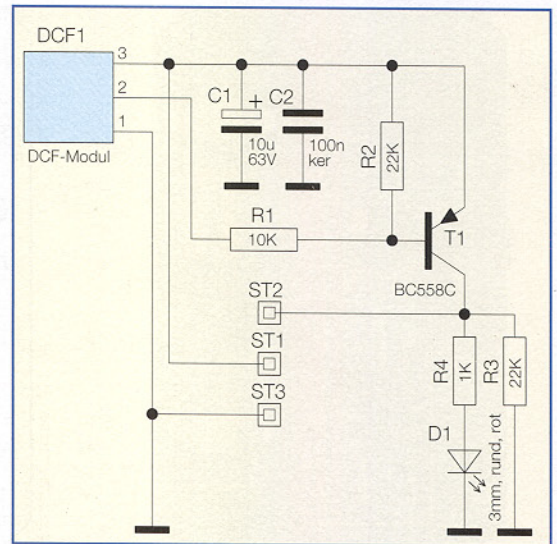 DCF1
3
2
1
DCF-Modul
C1
+
C2
10u
63V
100n
ker
R2
22K
R1
10K
T1
BC558C
ST2
ST1
ST3
R4
1K
R3
22K
D1
3mm, rund, rot